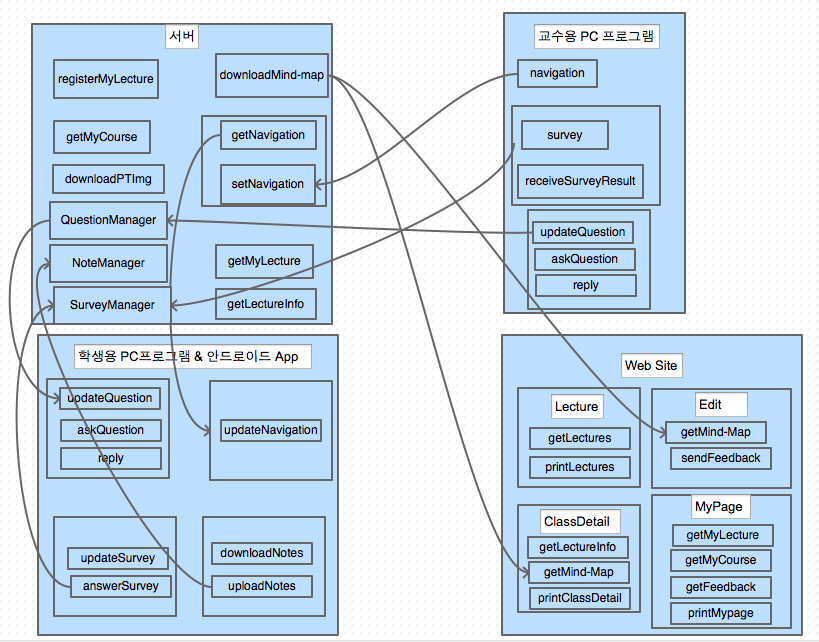 서버
registerMyLecture
downloadMind-map
getMyCourse
getNavigation
downloadPTImg
setNavigation
QuestionManager
NoteManager
getMyLecture
SurveyManager
getLectureInfo
교수용 PC 프로그램
navigation
survey
receiveSurveyResult
updateQuestion
askQuestion
reply
학생용 PC프로그램 & 안드로이드 App
updateQuestion
askQuestion
reply
updateNavigation
updateSurvey
answerSurvey
downloadNotes
uploadNotes
Web Site
Lecture
getLectures
printLectures
Edit
getMind-Map
sendFeedback
ClassDetail
getLectureInfo
getMind-Map
printClassDetail
MyPage
getMyLecture
getMyCourse
getFeedback
printMypage